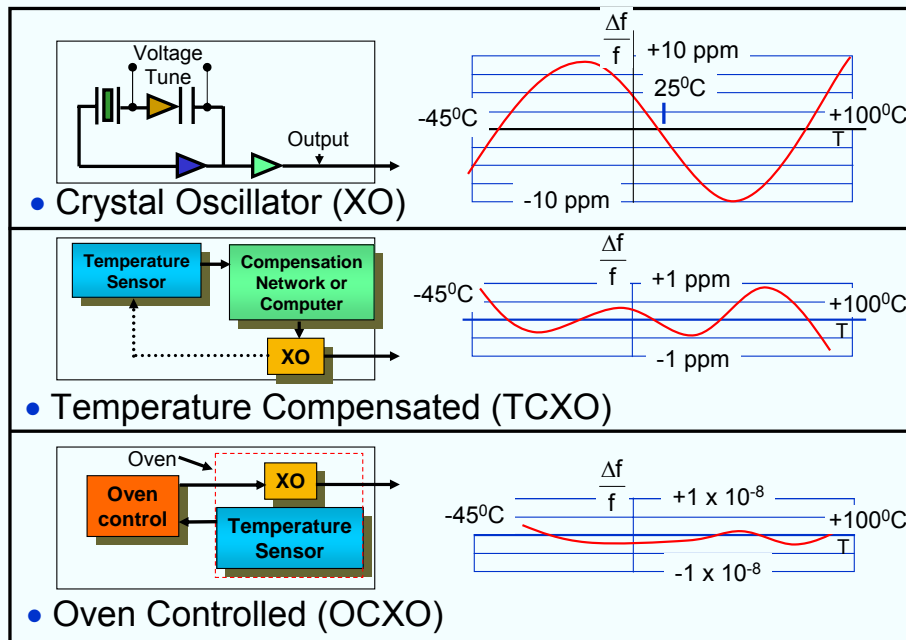 Voltage
Tune
Output
Δf
f
+10 ppm
25⁰C
-45⁰C
+100⁰C
T
-10 ppm
• Crystal Oscillator (XO)
Temperature
Sensor
Compensation
Network or
Computer
XO
Δf
f
+1 ppm
-45⁰C
+100⁰C
T
-1 ppm
• Temperature Compensated (TCXO)
Oven
Oven
control
XO
Temperature
Sensor
Δf
f
+1 x 10⁻⁸
-45⁰C
+100⁰C
T
-1 x 10⁻⁸
• Oven Controlled (OCXO)